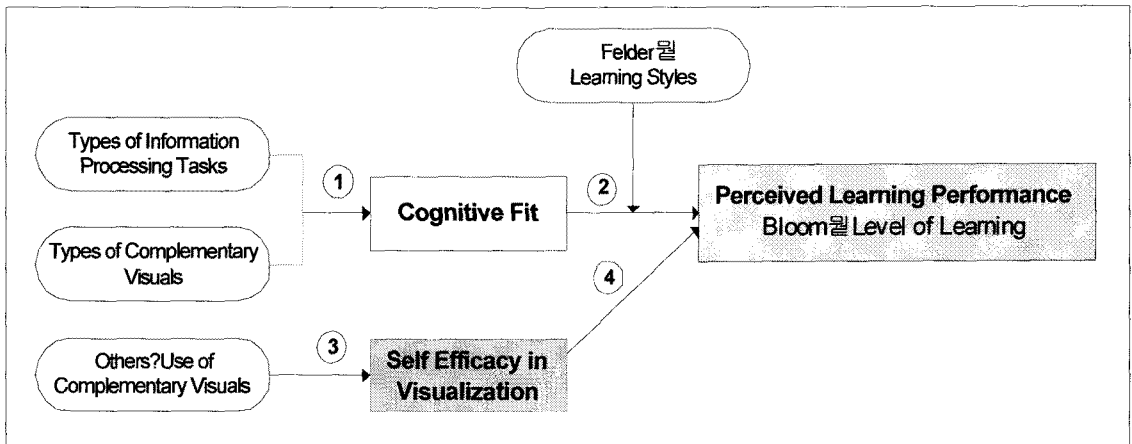 Felder뮡
Learning Styles
Types of Information
Processing Tasks
1
Cognitive Fit
2
Perceived Learning Performance
Bloom뮡 Level of Learning
Types of Complementary
Visuals
4
Others?Use of
Complementary Visuals
3
Self Efficacy in
Visualization